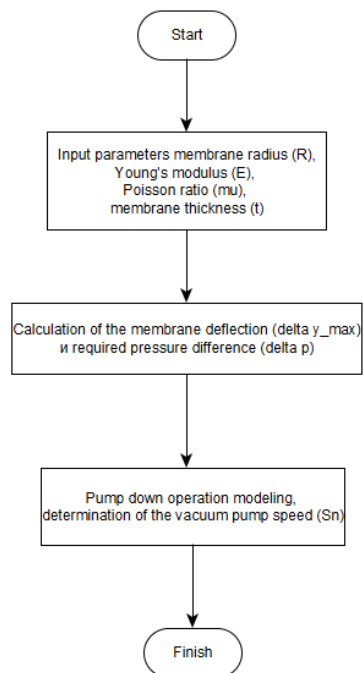 Start
Input parameters membrane radius (R),
Young's modulus (E),
Poisson ratio (mu),
membrane thickness (t)
Calculation of the membrane deflection (delta y_max)
и required pressure difference (delta p)
Pump down operation modeling,
determination of the vacuum pump speed (Sn)
Finish